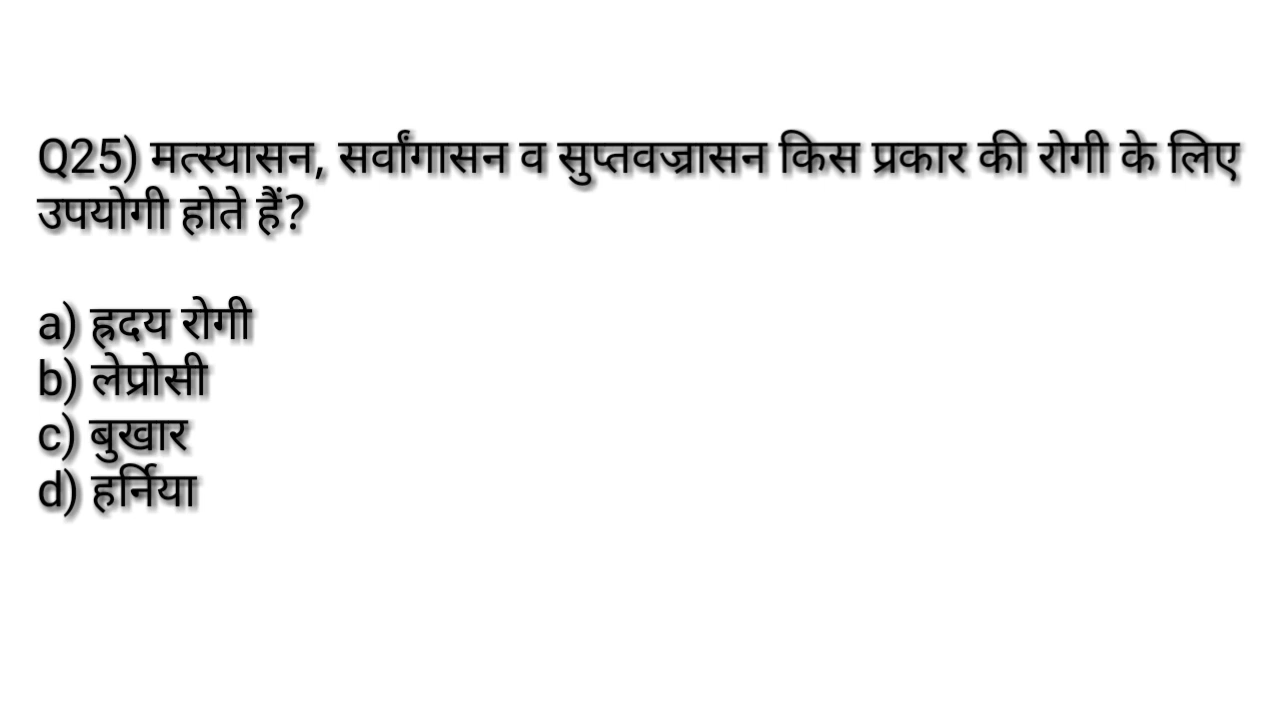 Q25) मत्स्यासन, सर्वांगासन व सुप्तवज्रासन किस प्रकार की रोगी के लिए
उपयोगी होते हैं?
a) ह्रदय रोगी
b) लेप्रोसी
c) बुखार
d) हर्निया